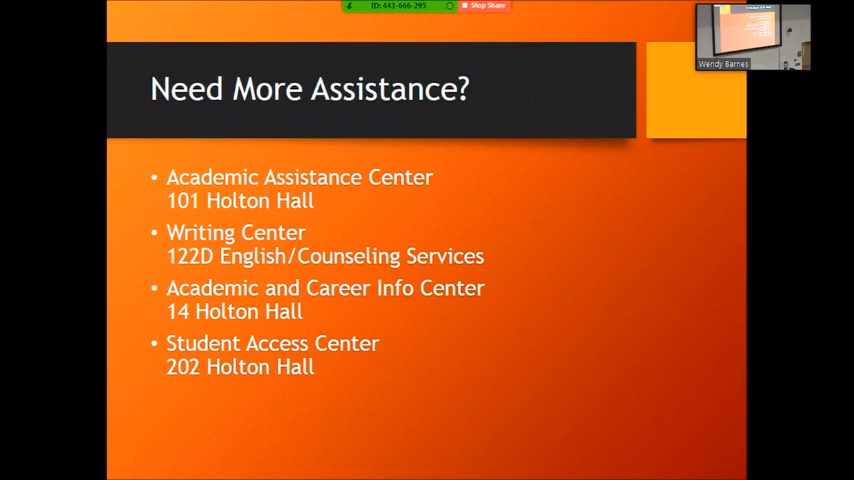 ID: 443-666-295
Stop Share
Wendy Barnes
Need More Assistance?
• Academic Assistance Center
101 Holton Hall
• Writing Center
122D English/Counseling Services
• Academic and Career Info Center
14 Holton Hall
• Student Access Center
202 Holton Hall